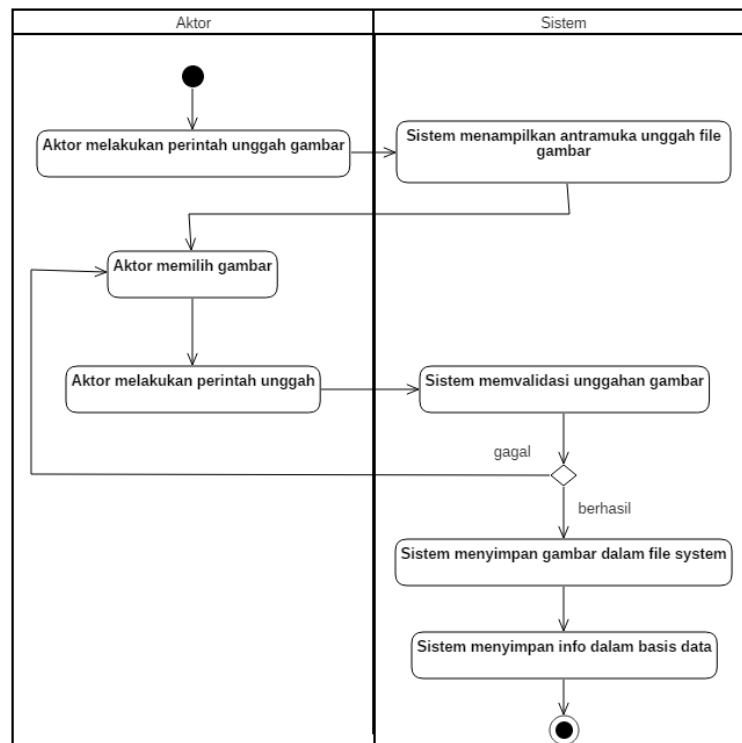 Aktor
Sistem
Aktor melakukan perintah unggah gambar
Sistem menampilkan antramuka unggah file
gambar
Aktor memilih gambar
Aktor melakukan perintah unggah
Sistem memvalidasi unggahan gambar
gagal
berhasil
Sistem menyimpan gambar dalam file system
Sistem menyimpan info dalam basis data